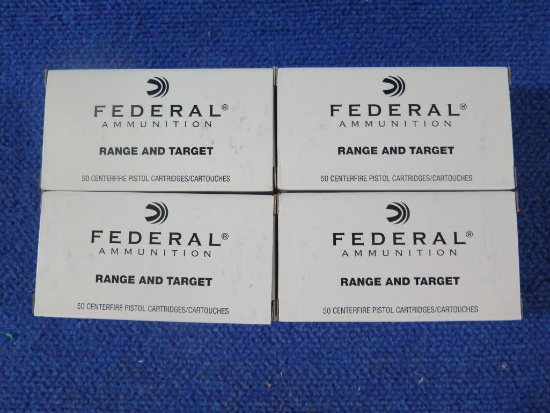 FEDERAL®
AMMUNITION
RANGE AND TARGET
50 CENTERFIRE PISTOL CARTRIDGES/CARTOUCHES
FEDERAL®
AMMUNITION
RANGE AND TARGET
50 CENTERFIRE PISTOL CARTRIDGES/CARTOUCHES
FEDERAL®
AMMUNITION
RANGE AND TARGET
50 CENTERFIRE PISTOL CARTRIDGES/CARTOUCHES
FEDERAL®
AMMUNITION
RANGE AND TARGET
50 CENTERFIRE PISTOL CARTRIDGES/CARTOUCHES